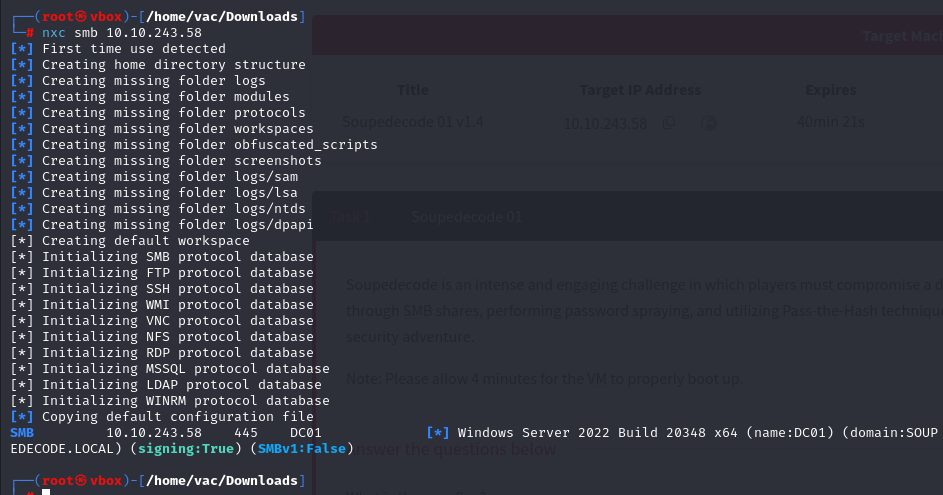 ┌──(root㉿vbox)-[/home/vac/Downloads]
└─# nxc smb 10.10.243.58
[*] First time use detected
[*] Creating home directory structure
[*] Creating missing folder logs
[*] Creating missing folder modules
[*] Creating missing folder protocols
[*] Creating missing folder workspaces
[*] Creating missing folder obfuscated_scripts
[*] Creating missing folder screenshots
[*] Creating missing folder logs/sam
[*] Creating missing folder logs/lsa
[*] Creating missing folder logs/ntds
[*] Creating missing folder logs/dpapi
[*] Creating default workspace
[*] Initializing SMB protocol database
[*] Initializing FTP protocol database
[*] Initializing SSH protocol database
[*] Initializing WMI protocol database
[*] Initializing VNC protocol database
[*] Initializing NFS protocol database
[*] Initializing RDP protocol database
[*] Initializing MSSQL protocol database
[*] Initializing LDAP protocol database
[*] Initializing WINRM protocol database
[*] Copying default configuration file
SMB 10.10.243.58 445 DC01 [*] Windows Server 2022 Build 20348 x64 (name:DC01) (domain:SOUP
EDECODE.LOCAL) (signing:True) (SMBv1:False)
┌──(root㉿vbox)-[/home/vac/Downloads]
└─#
Target Mac
Title Target IP Address Expires
Soupedecode 01 v1.4 10.10.243.58 40min 21s
Task 1 Soupedecode 01
Soupedecode is an intense and engaging challenge in which players must compromise a d
through SMB shares, performing password spraying, and utilizing Pass-the-Hash techniqu
security adventure.
Note: Please allow 4 minutes for the VM to properly boot up.
Answer the questions below